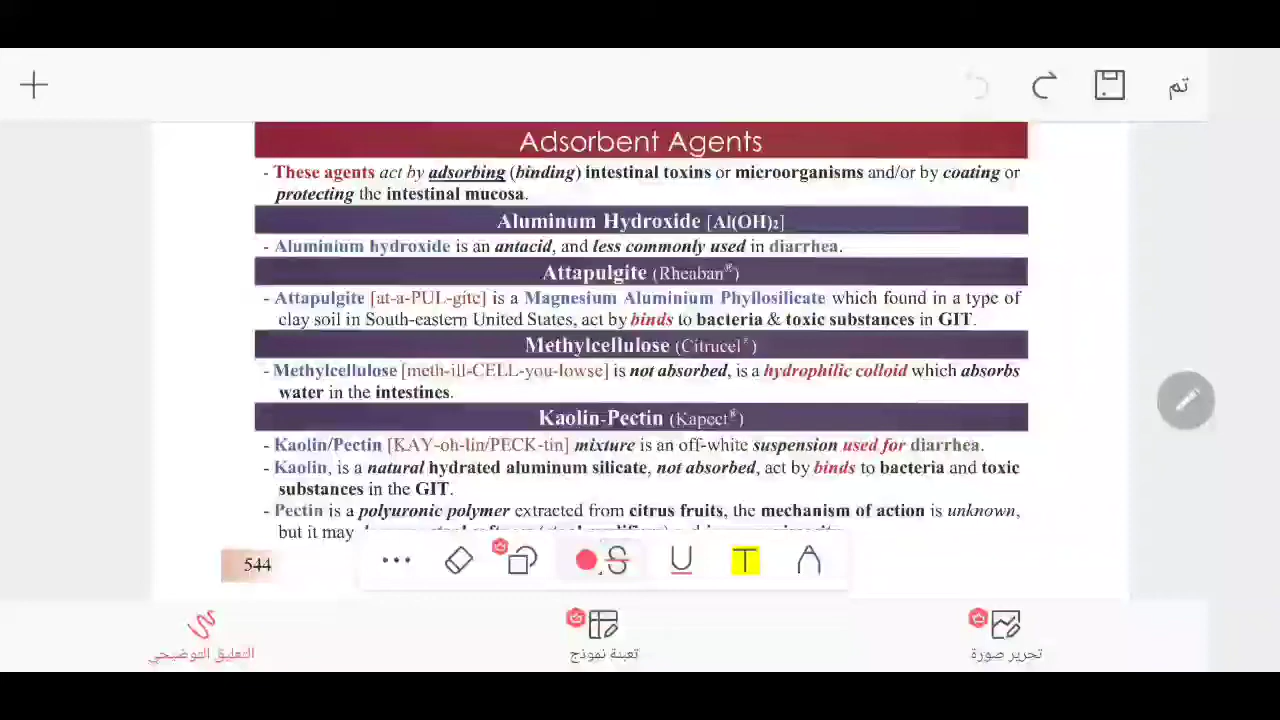 تم
Adsorbent Agents
- These agents act by adsorbing (binding) intestinal toxins or microorganisms and/or by coating or
protecting the intestinal mucosa.
Aluminum Hydroxide [Al(OH)₂]
- Aluminium hydroxide is an antacid, and less commonly used in diarrhea.
Attapulgite (Rheaban®)
- Attapulgite [at-a-PUL-gite] is a Magnesium Aluminium Phyllosilicate which found in a type of
clay soil in South-eastern United States, act by binds to bacteria & toxic substances in GIT.
Methylcellulose (Citrucel®)
- Methylcellulose [meth-ill-CELL-you-lowse] is not absorbed, is a hydrophilic colloid which absorbs
water in the intestines.
Kaolin-Pectin (Kapect®)
- Kaolin/Pectin [KAY-oh-lin/PECK-tin] mixture is an off-white suspension used for diarrhea.
- Kaolin, is a natural hydrated aluminum silicate, not absorbed, act by binds to bacteria and toxic
substances in the GIT.
- Pectin is a polyuronic polymer extracted from citrus fruits, the mechanism of action is unknown,
but it may
544
S U T
التعليق التوضيحي
تعبئة نموذج
تحرير صورة